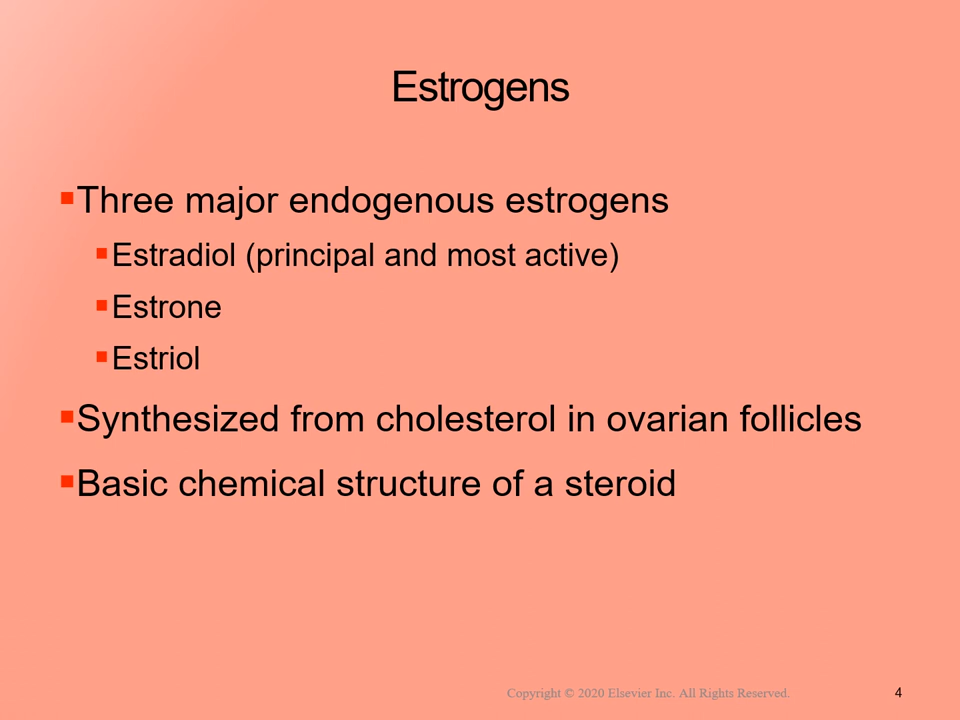 Estrogens
▪Three major endogenous estrogens
▪Estradiol (principal and most active)
▪Estrone
▪Estriol
▪Synthesized from cholesterol in ovarian follicles
▪Basic chemical structure of a steroid
Copyright © 2020 Elsevier Inc. All Rights Reserved. 4